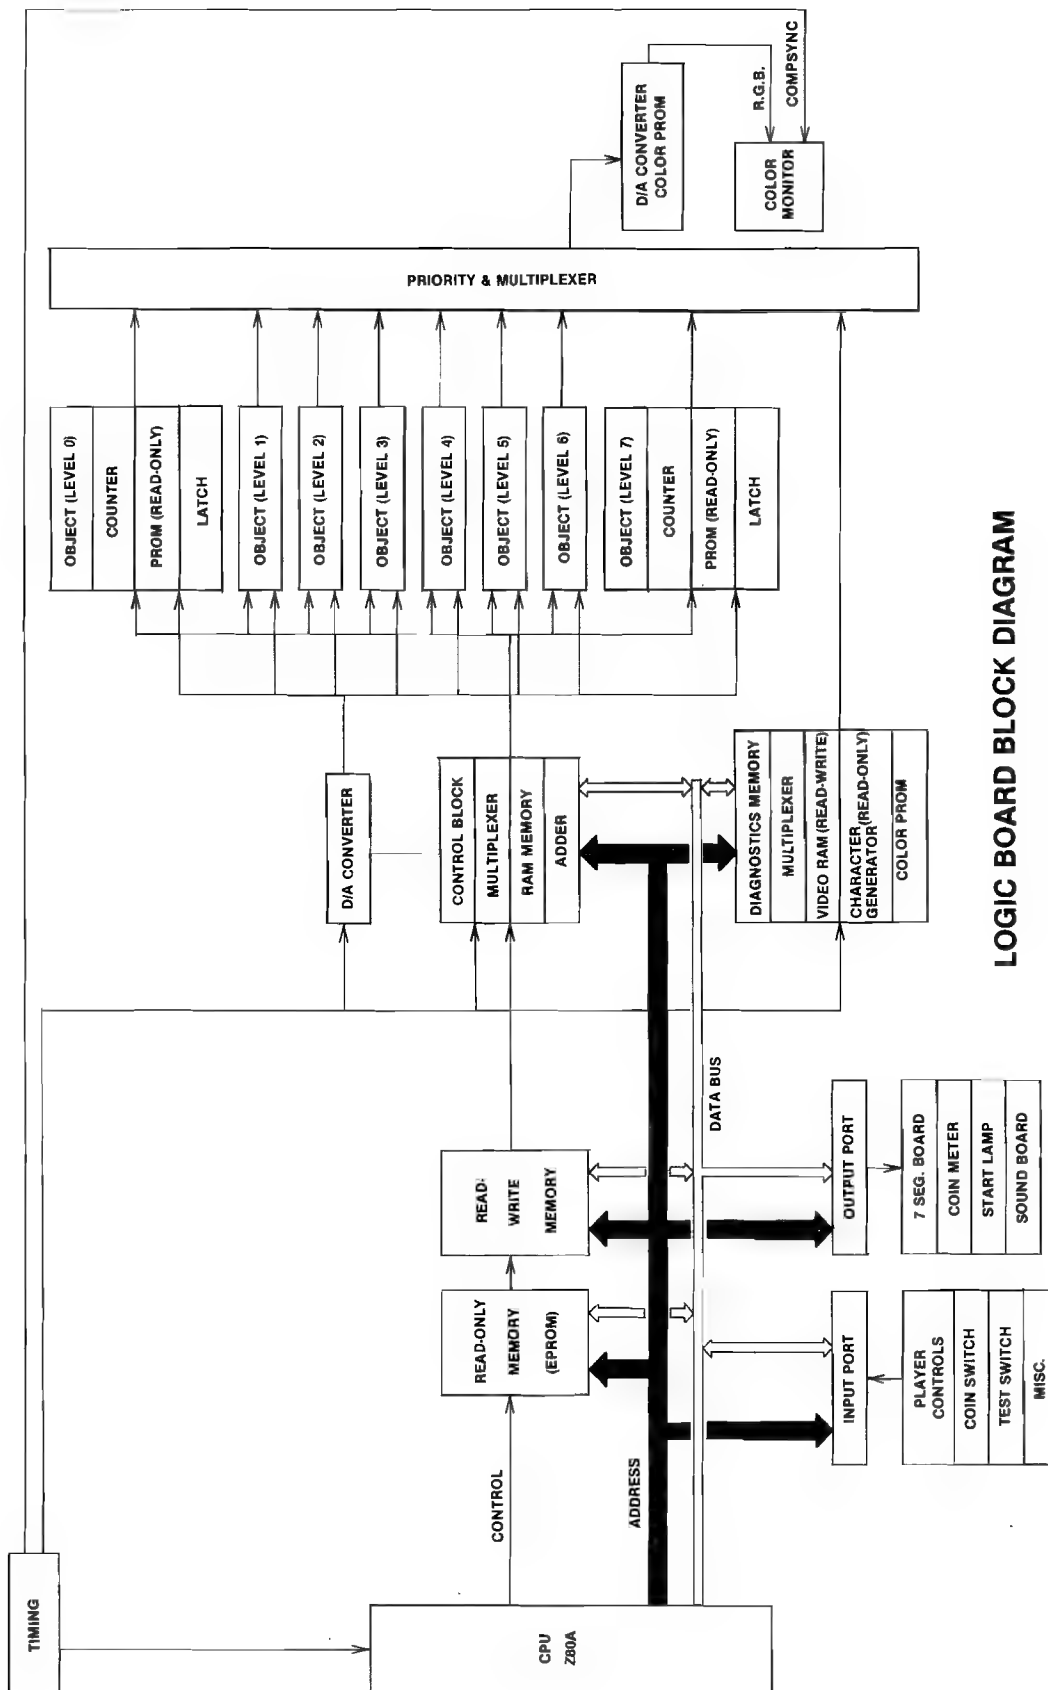 TIMING
CPU
Z80A
CONTROL
ADDRESS
DATA BUS
READ-ONLY
MEMORY
(EPROM)
READ-
WRITE
MEMORY
INPUT PORT
PLAYER
CONTROLS
COIN SWITCH
TEST SWITCH
MISC.
OUTPUT PORT
7 SEG. BOARD
COIN METER
START LAMP
SOUND BOARD
D/A CONVERTER
CONTROL BLOCK
MULTIPLEXER
RAM MEMORY
ADDER
DIAGNOSTICS MEMORY
MULTIPLEXER
VIDEO RAM (READ-WRITE)
CHARACTER
GENERATOR (READ-ONLY)
COLOR PROM
OBJECT (LEVEL 0)
COUNTER
PROM (READ-ONLY)
LATCH
OBJECT (LEVEL 1)
OBJECT (LEVEL 2)
OBJECT (LEVEL 3)
OBJECT (LEVEL 4)
OBJECT (LEVEL 5)
OBJECT (LEVEL 6)
OBJECT (LEVEL 7)
COUNTER
PROM (READ-ONLY)
LATCH
PRIORITY & MULTIPLEXER
D/A CONVERTER
COLOR PROM
R.G.B.
COMPSYNC
COLOR
MONITOR
LOGIC BOARD BLOCK DIAGRAM